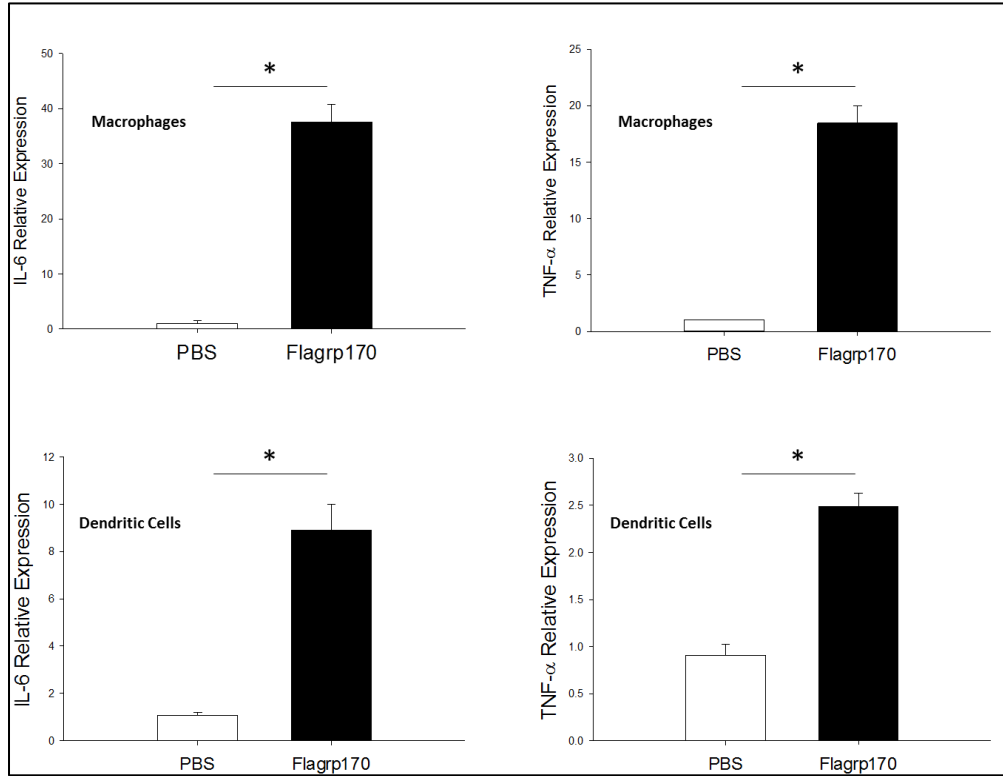 IL-6 Relative Expression
50
40
30
20
10
0
*
Macrophages
PBS
Flagrp170
TNF-α Relative Expression
25
20
15
10
5
0
*
Macrophages
PBS
Flagrp170
IL-6 Relative Expression
12
10
8
6
4
2
0
*
Dendritic Cells
PBS
Flagrp170
TNF-α Relative Expression
3.0
2.5
2.0
1.5
1.0
0.5
0.0
*
Dendritic Cells
PBS
Flagrp170